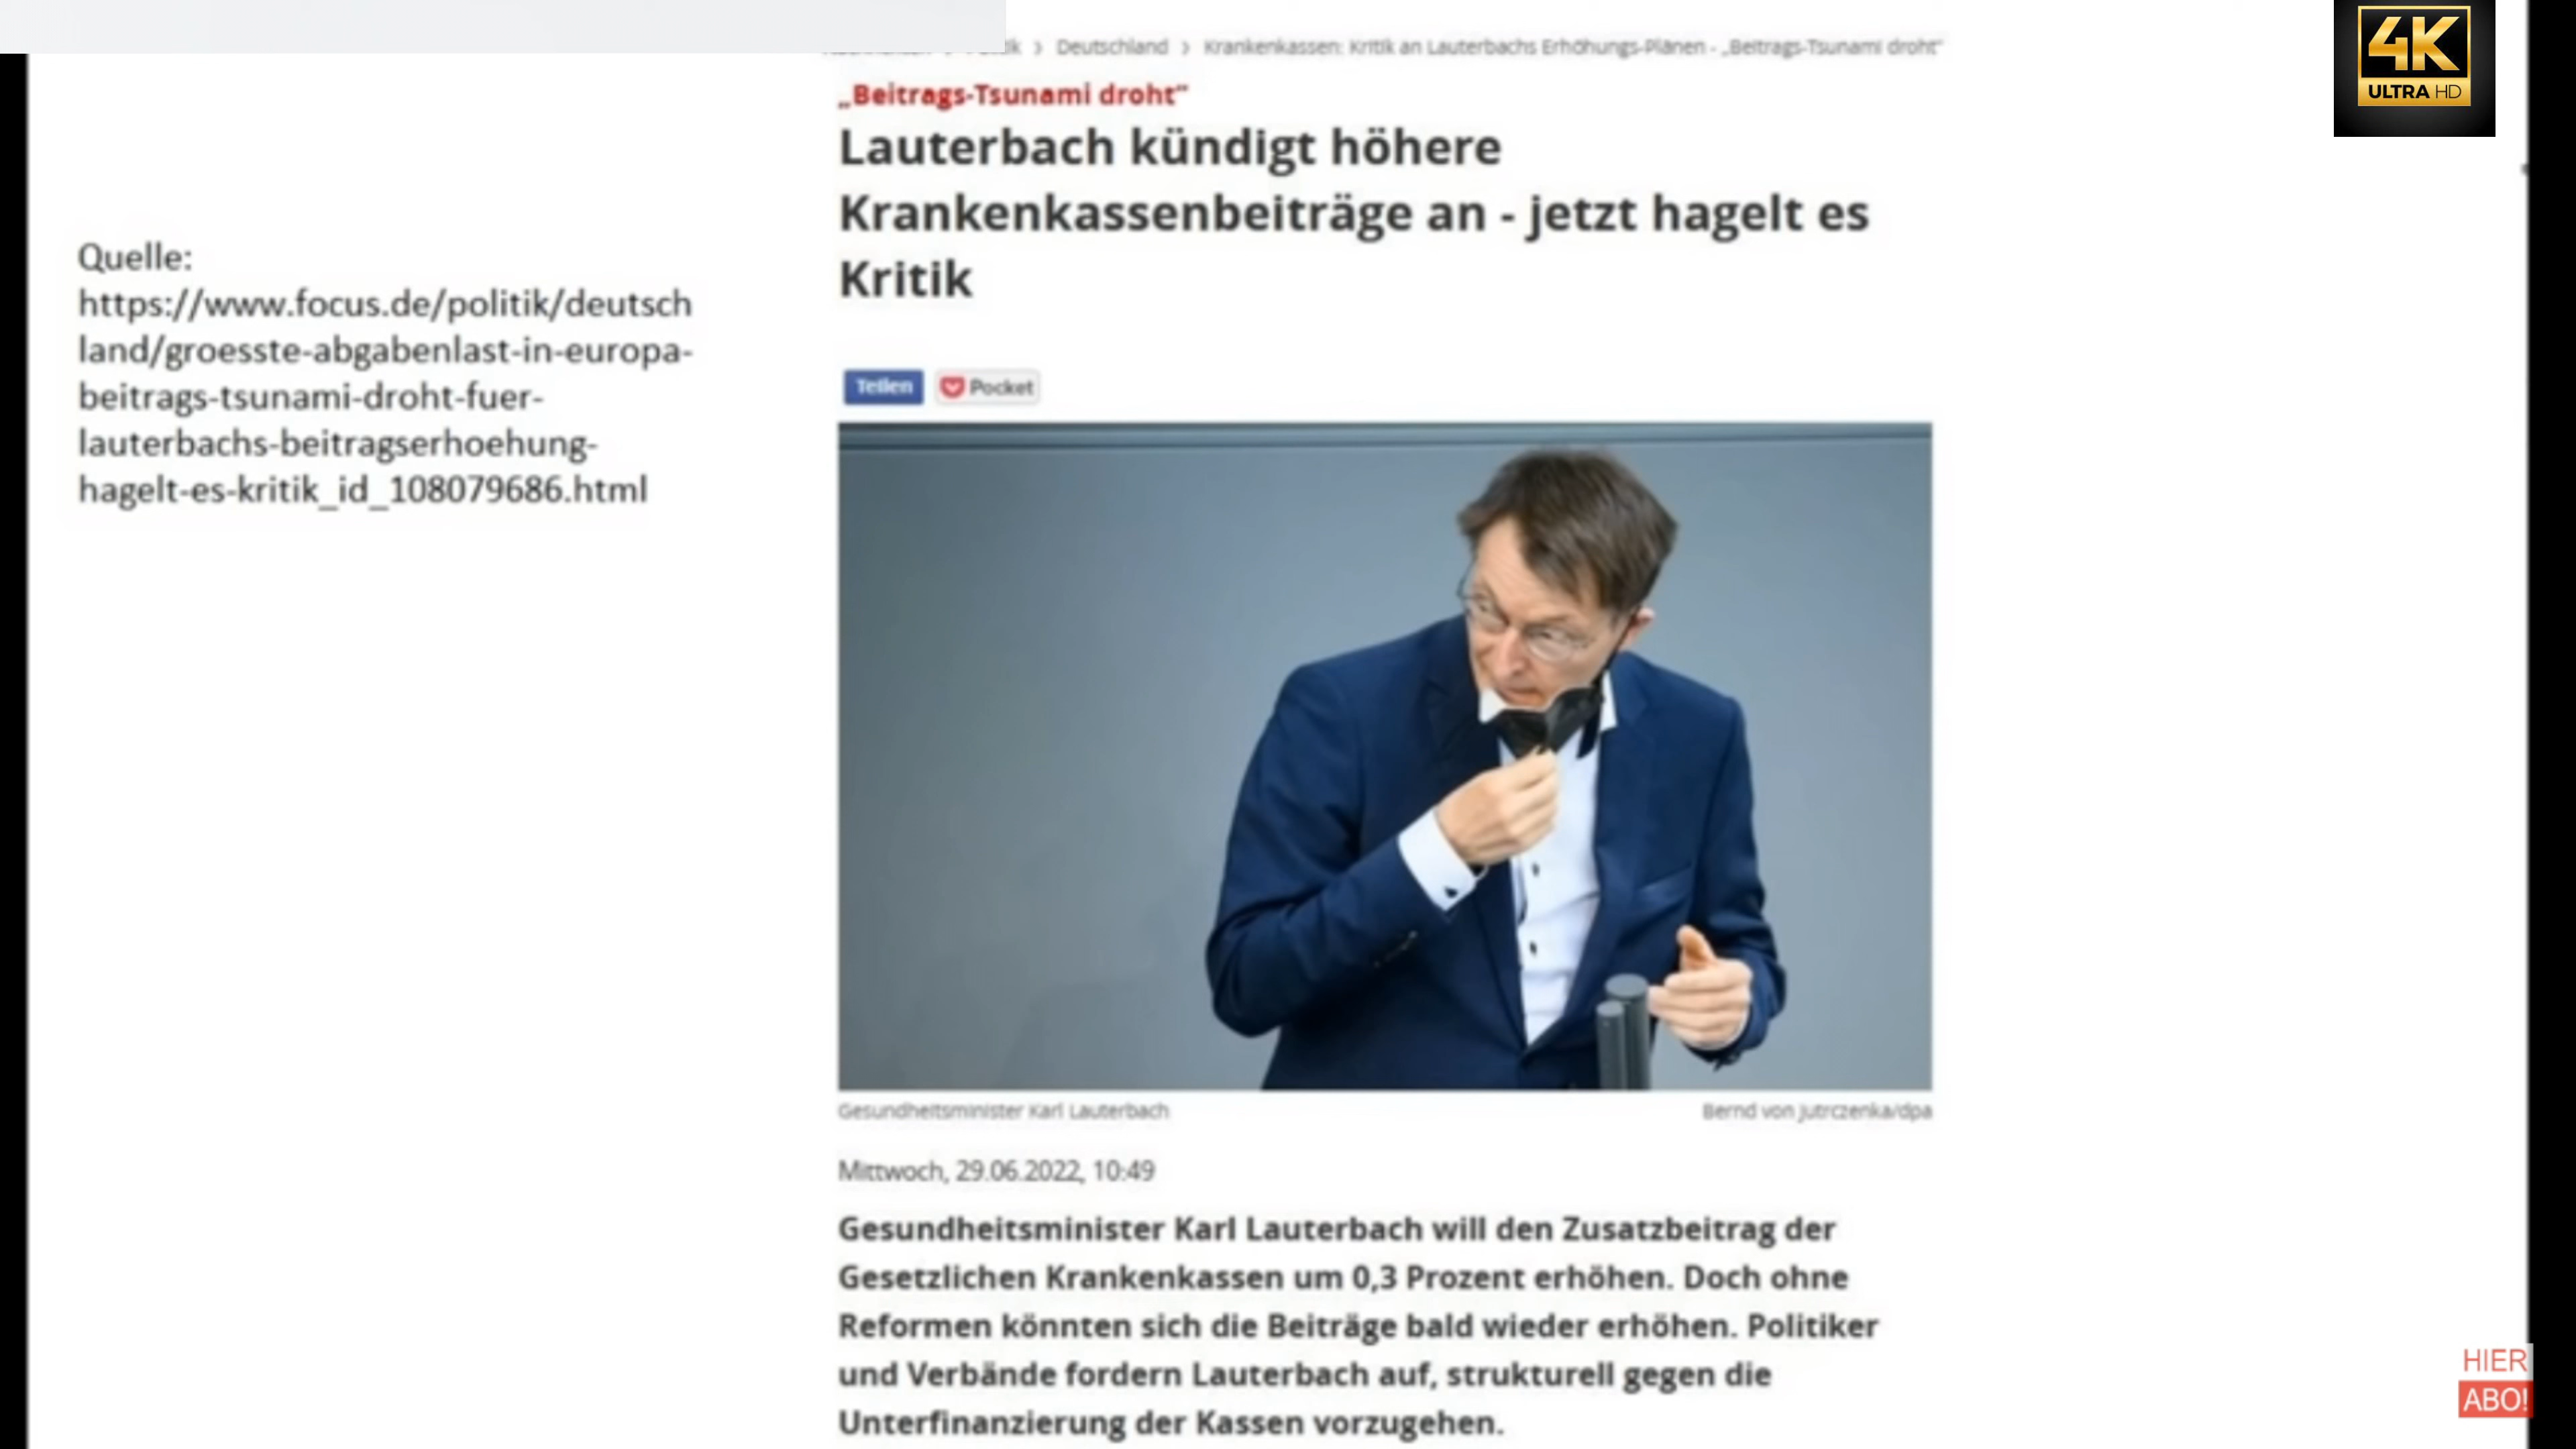 Deutschland › Krankenkassen: Kritik an Lauterbachs Erhöhungs-Plänen - „Beitrags-Tsunami droht"
4K
ULTRA HD
„Beitrags-Tsunami droht"
Lauterbach kündigt höhere
Krankenkassenbeiträge an - jetzt hagelt es
Kritik
Quelle:
https://www.focus.de/politik/deutsch
land/groesste-abgabenlast-in-europa-
beitrags-tsunami-droht-fuer-
lauterbachs-beitragserhoehung-
hagelt-es-kritik_id_108079686.html
Teilen Pocket
Gesundheitsminister Karl Lauterbach
Bernd von Jutrczenka/dpa
Mittwoch, 29.06.2022, 10:49
Gesundheitsminister Karl Lauterbach will den Zusatzbeitrag der
Gesetzlichen Krankenkassen um 0,3 Prozent erhöhen. Doch ohne
Reformen könnten sich die Beiträge bald wieder erhöhen. Politiker
und Verbände fordern Lauterbach auf, strukturell gegen die
Unterfinanzierung der Kassen vorzugehen.
HIER
ABO!